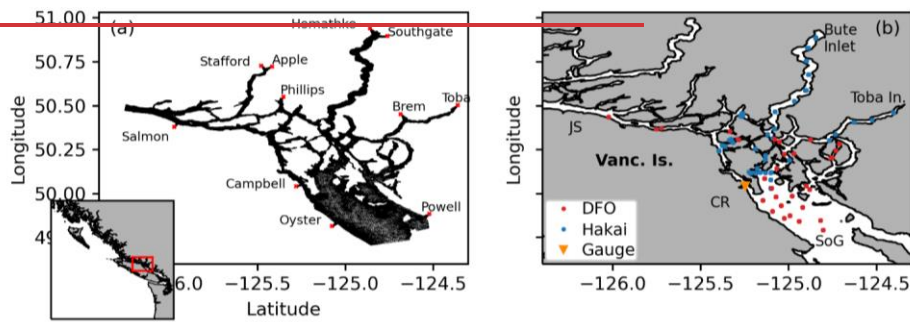 51.00
(a)
Homathko
Southgate
50.75
Stafford
Apple
Phillips
50.50
Toba
Brem
Salmon
50.25
Longitude
Campbell
50.00
Oyster
Powell
−125.5
−125.0
−124.5
Latitude
(b)
Bute
Inlet
Toba In.
JS
Longitude
Vanc. Is.
CR
DFO
Hakai
Gauge
SoG
−126.0
−125.5
−125.0
−124.5